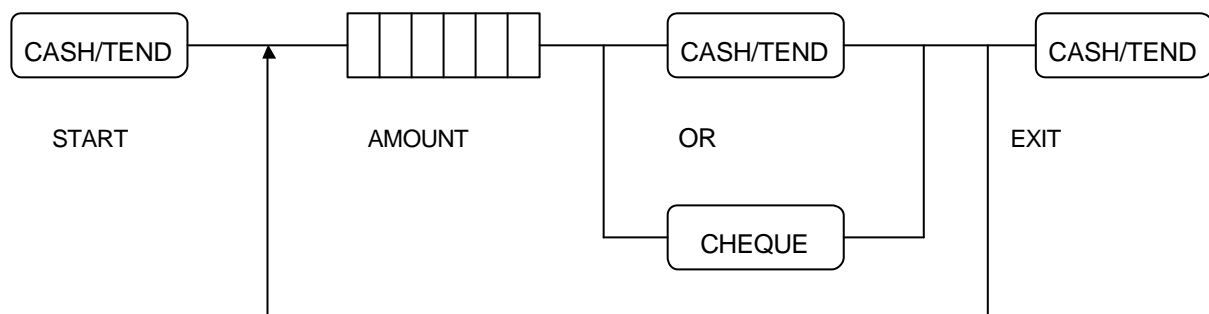 CASH/TEND CASH/TEND CASH/TEND
START AMOUNT OR EXIT
CHEQUE